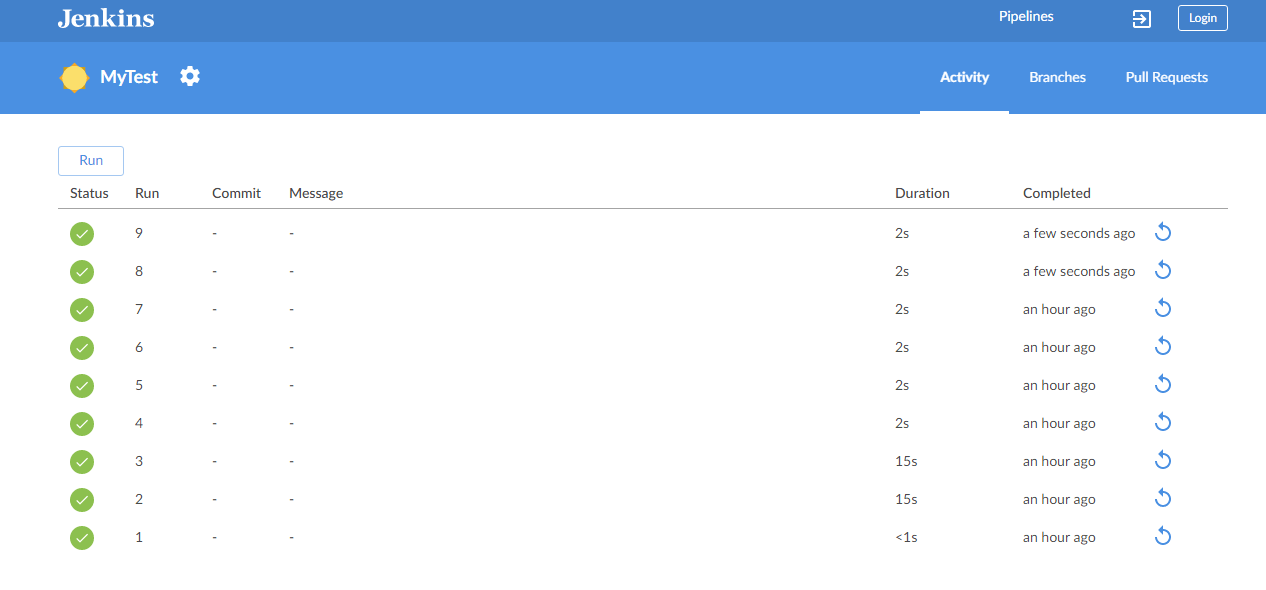 Jenkins Pipelines Login
MyTest Activity Branches Pull Requests
Run
Status Run Commit Message Duration Completed
9 - - 2s a few seconds ago
8 - - 2s a few seconds ago
7 - - 2s an hour ago
6 - - 2s an hour ago
5 - - 2s an hour ago
4 - - 2s an hour ago
3 - - 15s an hour ago
2 - - 15s an hour ago
1 - - <1s an hour ago